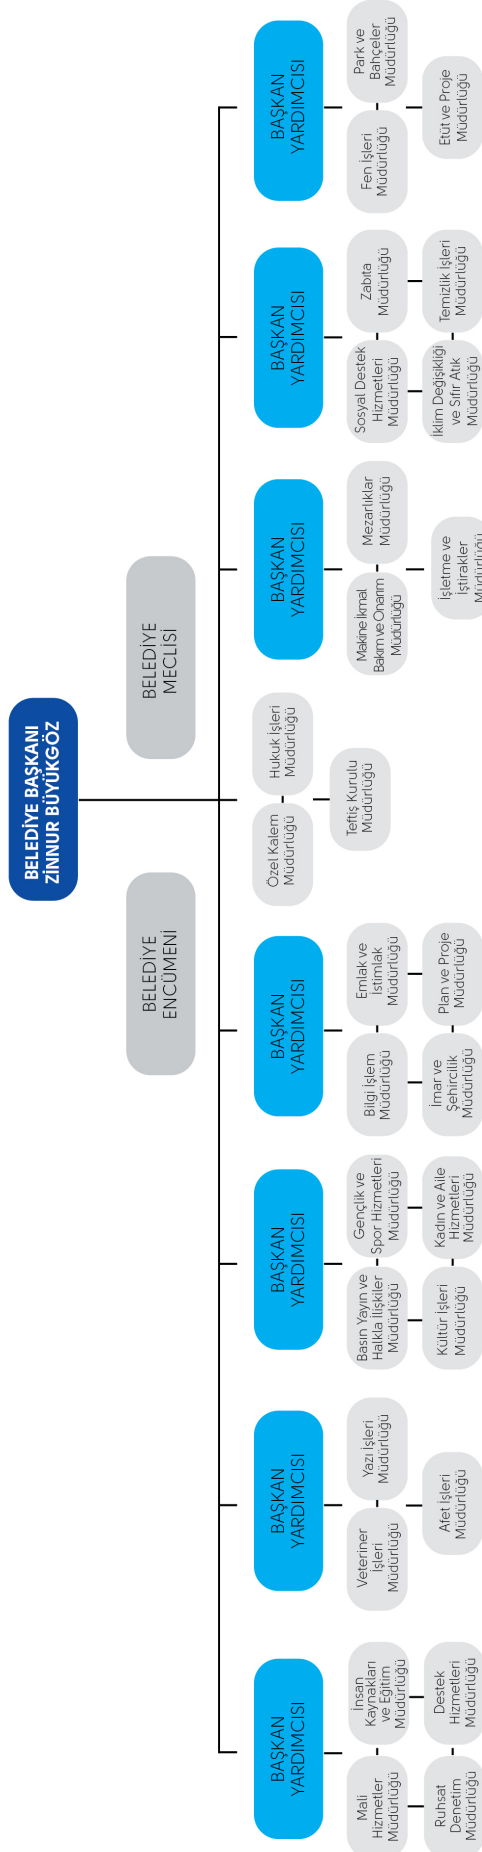 BELEDİYE BAŞKANI
ZİNNUR BÜYÜKGÖZ
BELEDİYE
ENCÜMENİ
BELEDİYE
MECLİSİ
BAŞKAN
YARDIMCISI
Mali
Hizmetler
Müdürlüğü
İnsan
Kaynakları
ve Eğitim
Müdürlüğü
Ruhsat
Denetim
Müdürlüğü
Destek
Hizmetleri
Müdürlüğü
BAŞKAN
YARDIMCISI
Veteriner
İşleri
Müdürlüğü
Yazı İşleri
Müdürlüğü
Afet İşleri
Müdürlüğü
BAŞKAN
YARDIMCISI
Basın Yayın ve
Halkla İlişkiler
Müdürlüğü
Gençlik ve
Spor Hizmetleri
Müdürlüğü
Kültür İşleri
Müdürlüğü
Kadın ve Aile
Hizmetleri
Müdürlüğü
BAŞKAN
YARDIMCISI
Bilgi İşlem
Müdürlüğü
Emlak ve
İstimlak
Müdürlüğü
İmar ve
Şehircilik
Müdürlüğü
Plan ve Proje
Müdürlüğü
Özel Kalem
Müdürlüğü
Hukuk İşleri
Müdürlüğü
Teftiş Kurulu
Müdürlüğü
BAŞKAN
YARDIMCISI
Makine İkmal
Bakım ve Onarım
Müdürlüğü
Mezarlıklar
Müdürlüğü
İşletme ve
İştirakler
Müdürlüğü
BAŞKAN
YARDIMCISI
Sosyal Destek
Hizmetleri
Müdürlüğü
Zabıta
Müdürlüğü
İklim Değişikliği
ve Sıfır Atık
Müdürlüğü
Temizlik İşleri
Müdürlüğü
BAŞKAN
YARDIMCISI
Fen İşleri
Müdürlüğü
Park ve
Bahçeler
Müdürlüğü
Etüt ve Proje
Müdürlüğü